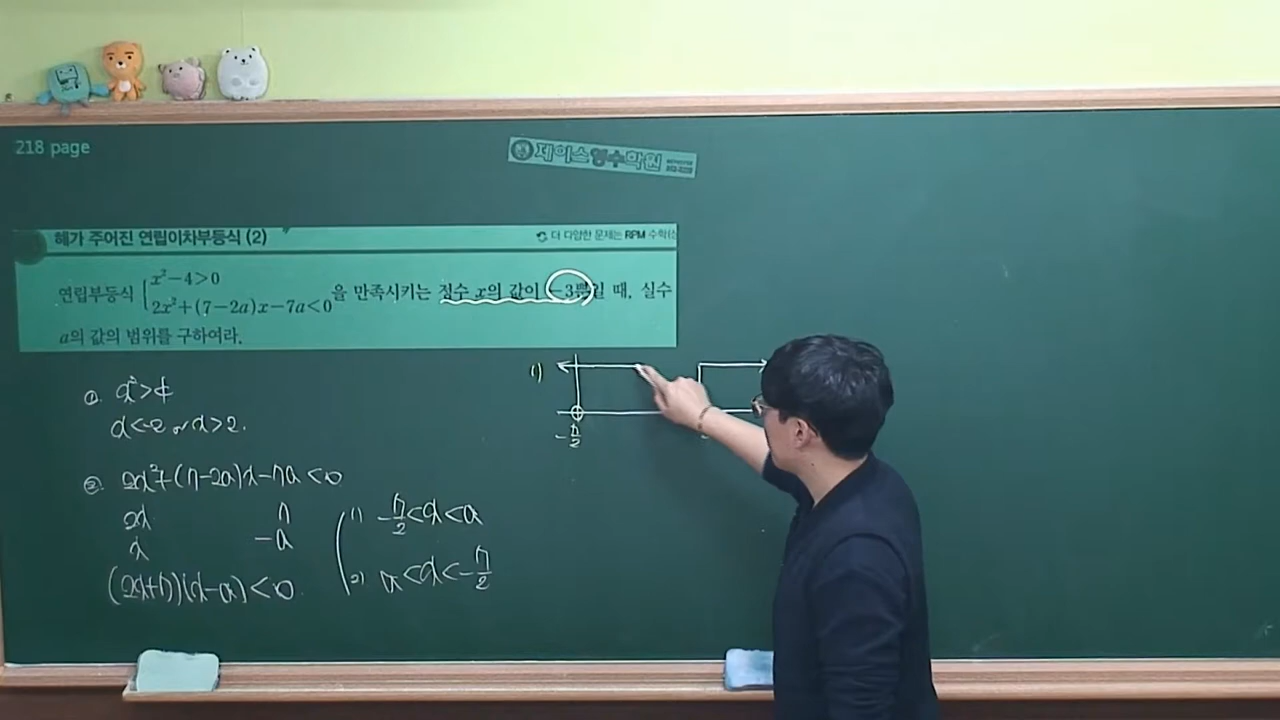 218 page
제이스영수학원
해가 주어진 연립이차부등식 (2)
더 다양한 문제는 RPM 수학(상
연립부등식 { x²-4>0
2x²+(7-2a)x-7a<0 을 만족시키는 정수 x의 값이 -3뿐일 때, 실수
a의 값의 범위를 구하여라.
①. x²>4
x<-2 or x>2.
②. 2x²+(7-2a)x-7a<0
2x 7
x -a
(2x+7)(x-a)<0.
1) -7/2<x<a
2) a<x<-7/2
1)
-7/2